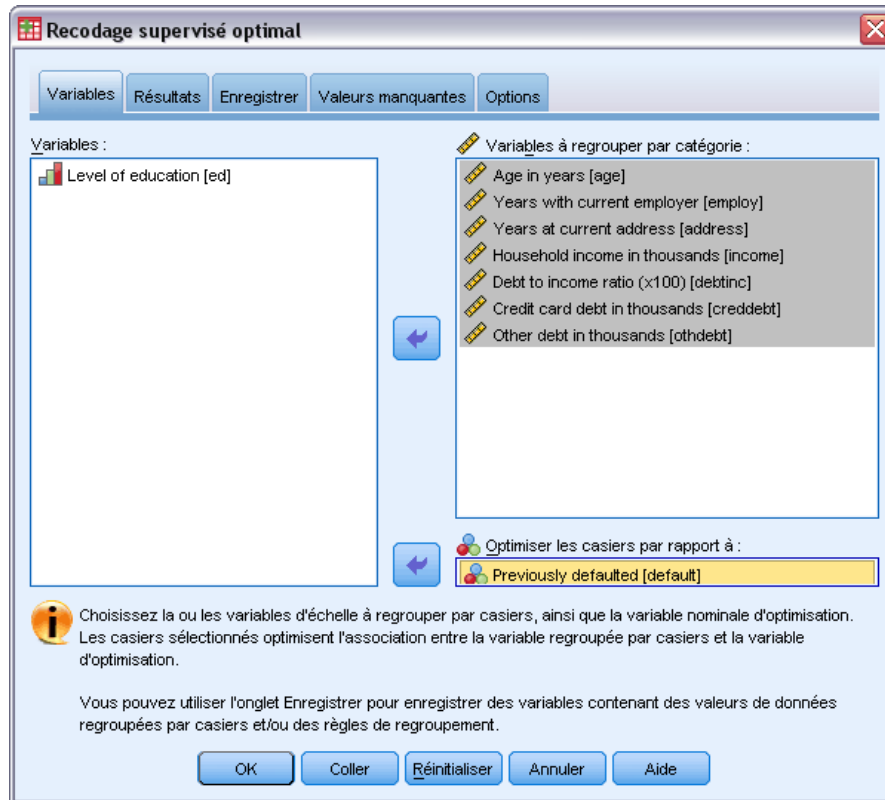 Recodage supervisé optimal
Variables
Résultats
Enregistrer
Valeurs manquantes
Options
Variables :
Level of education [ed]
Variables à regrouper par catégorie :
Age in years [age]
Years with current employer [employ]
Years at current address [address]
Household income in thousands [income]
Debt to income ratio (x100) [debtinc]
Credit card debt in thousands [creddebt]
Other debt in thousands [othdebt]
Optimiser les casiers par rapport à :
Previously defaulted [default]
Choisissez la ou les variables d'échelle à regrouper par casiers, ainsi que la variable nominale d'optimisation.
Les casiers sélectionnés optimisent l'association entre la variable regroupée par casiers et la variable
d'optimisation.
Vous pouvez utiliser l'onglet Enregistrer pour enregistrer des variables contenant des valeurs de données
regroupées par casiers et/ou des règles de regroupement.
OK
Coller
Réinitialiser
Annuler
Aide